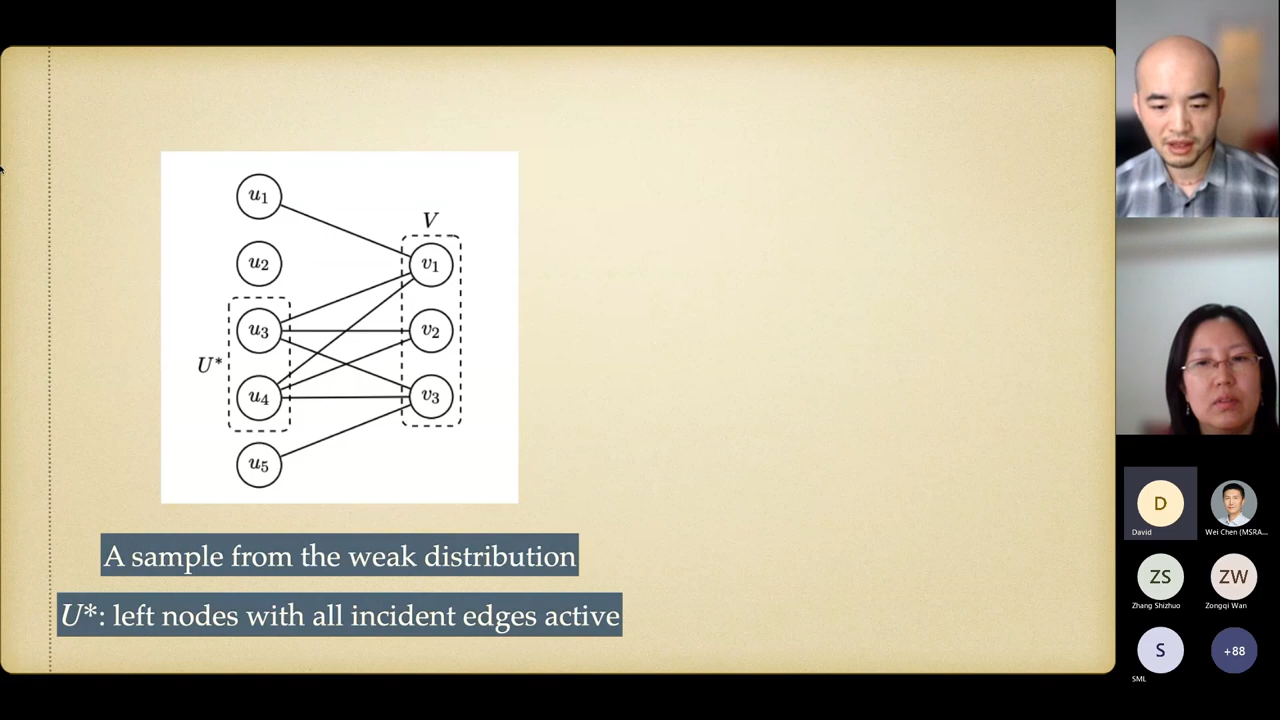 u1
V
u2
v1
u3
v2
U*
u4
v3
u5
A sample from the weak distribution
U*: left nodes with all incident edges active
D
David
Wei Chen (MSRA...
ZS
Zhang Shizhuo
ZW
Zongqi Wan
S
SML
+88